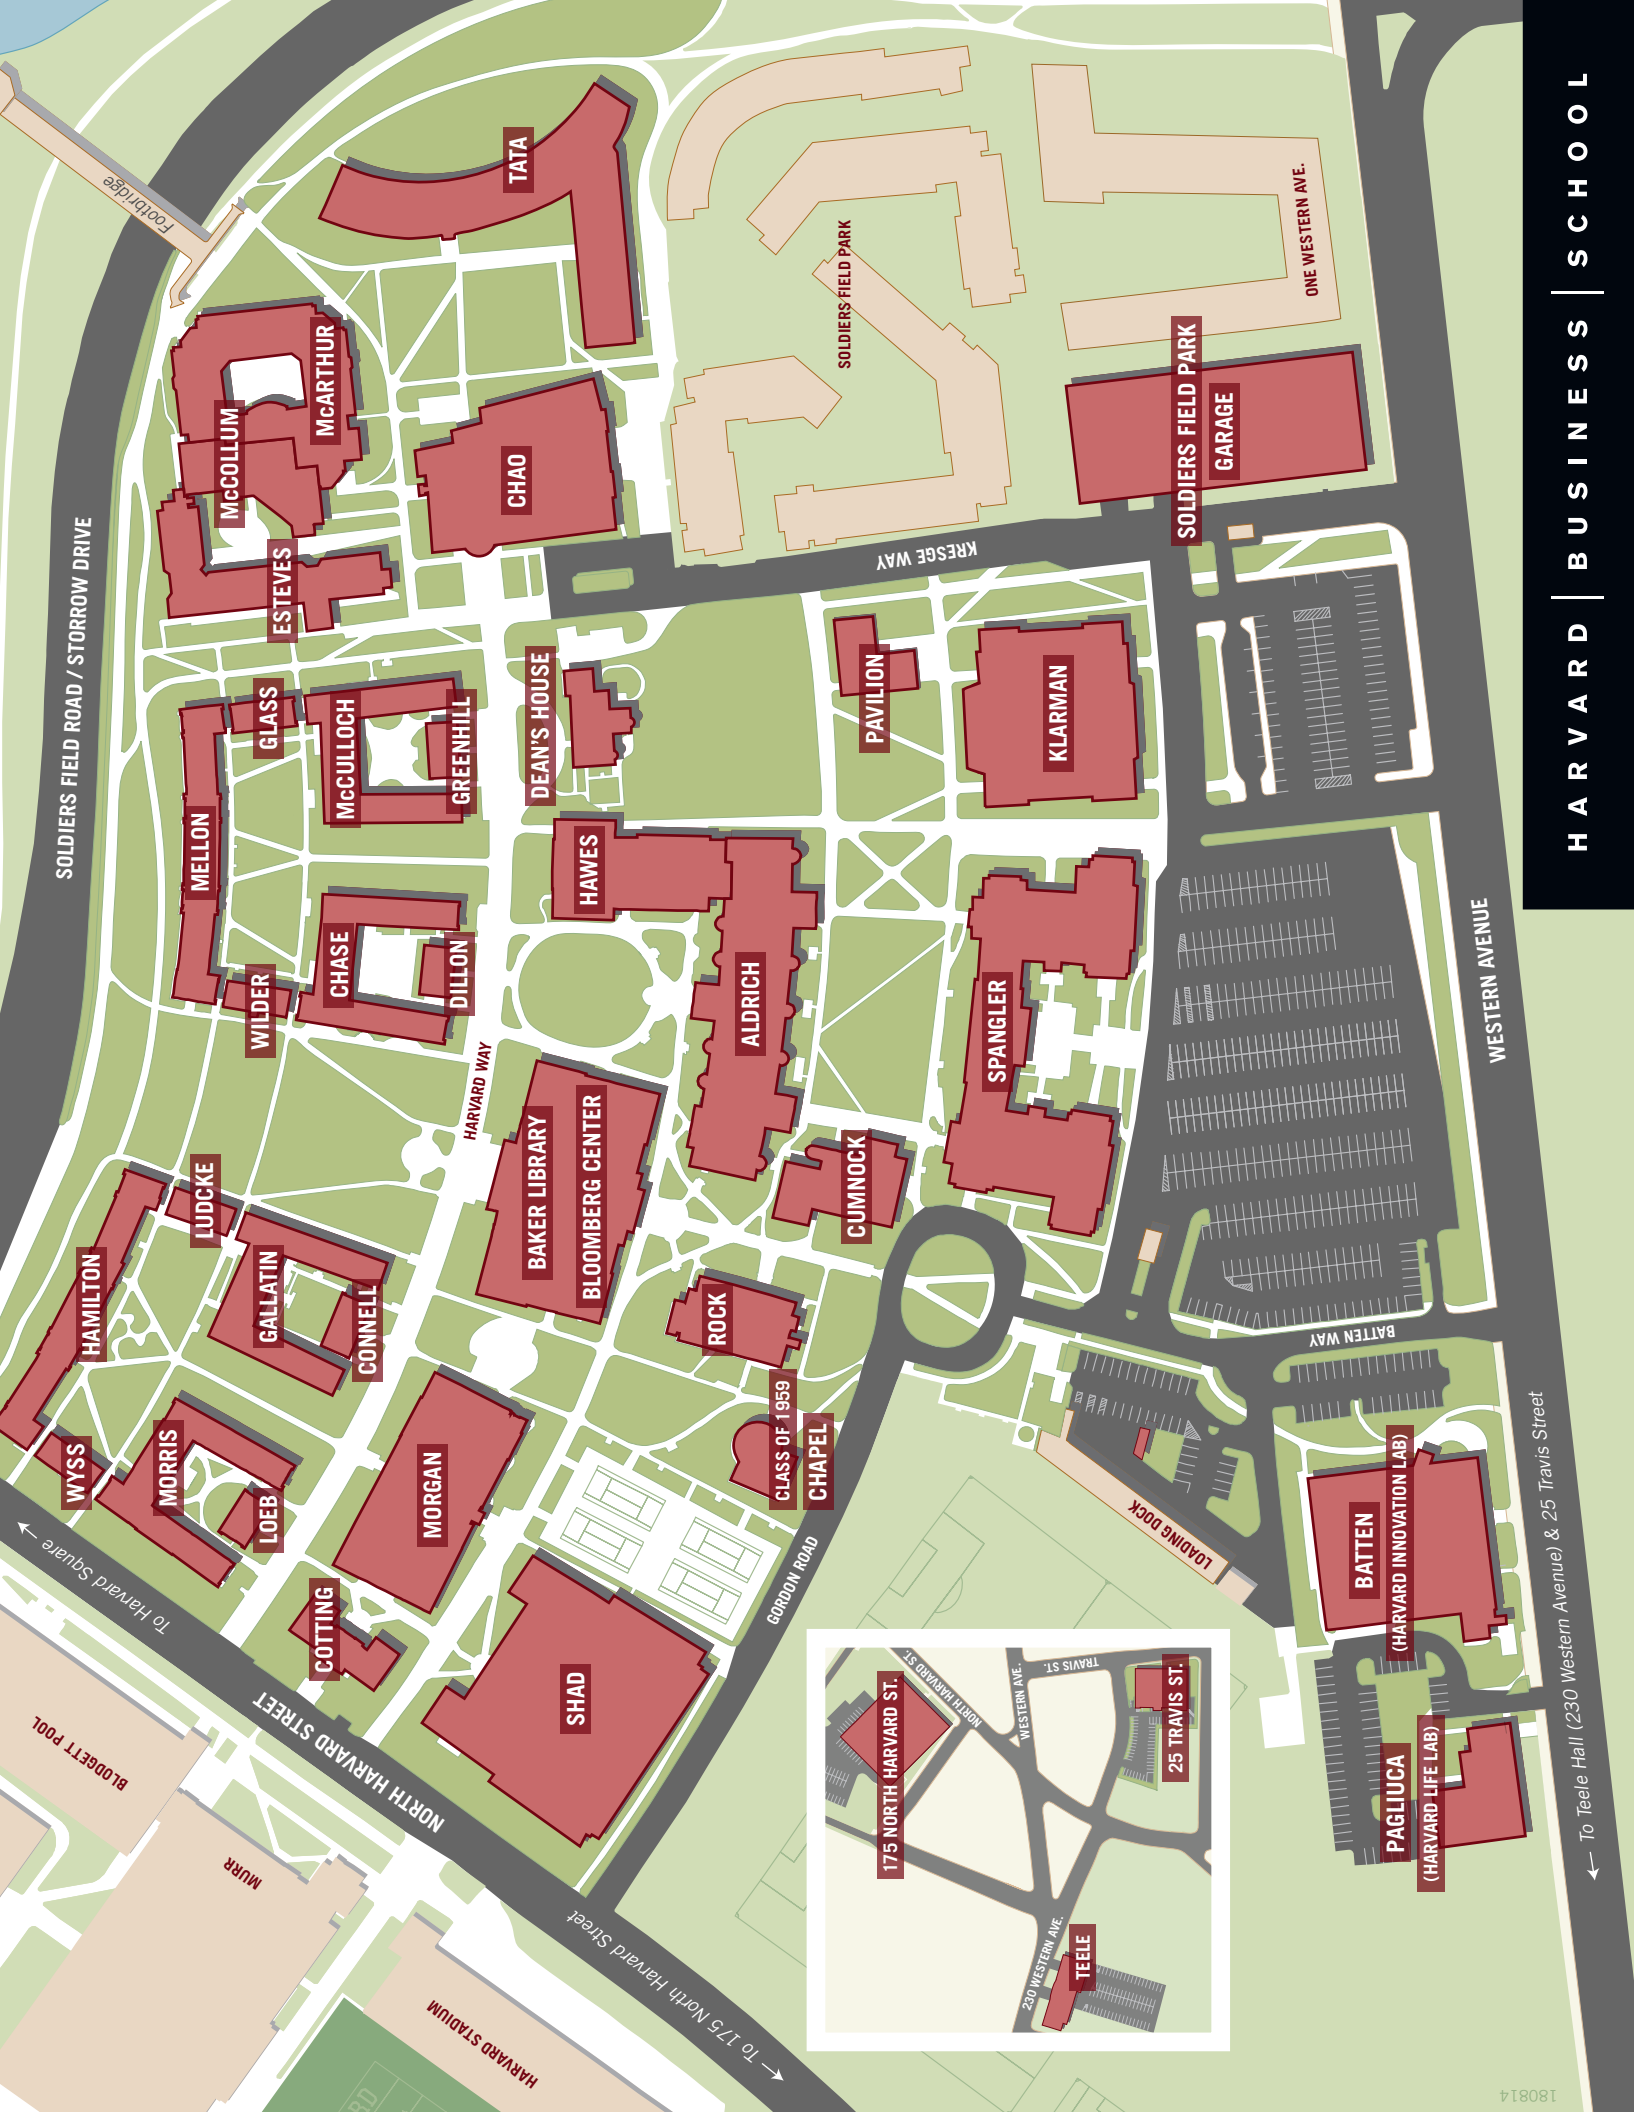 HARVARD | BUSINESS | SCHOOL
SOLDIERS FIELD ROAD / STORROW DRIVE
Footbridge
TATA
McARTHUR
McCOLLUM
CHAO
ESTEVES
SOLDIERS FIELD PARK
ONE WESTERN AVE.
SOLDIERS FIELD PARK
GARAGE
KRESGE WAY
GLASS
McCULLOCH
GREENHILL
MELLON
DEAN'S HOUSE
PAVILION
KLARMAN
HAWES
CHASE
DILLON
WILDER
ALDRICH
SPANGLER
HARVARD WAY
WESTERN AVENUE
BAKER LIBRARY
BLOOMBERG CENTER
CUMNOCK
LUDCKE
HAMILTON
GALLATIN
CONNELL
ROCK
BATTEN WAY
WYSS
MORRIS
LOEB
MORGAN
CLASS OF 1959
CHAPEL
LOADING DOCK
BATTEN
(HARVARD INNOVATION LAB)
COTTING
SHAD
GORDON ROAD
To Harvard Square
NORTH HARVARD STREET
BLODGETT POOL
MURR
HARVARD STADIUM
To 175 North Harvard Street
PAGLIUCA
(HARVARD LIFE LAB)
To Teele Hall (230 Western Avenue) & 25 Travis Street
175 NORTH HARVARD ST.
NORTH HARVARD ST.
WESTERN AVE.
TRAVIS ST.
25 TRAVIS ST.
230 WESTERN AVE.
TEELE
180814